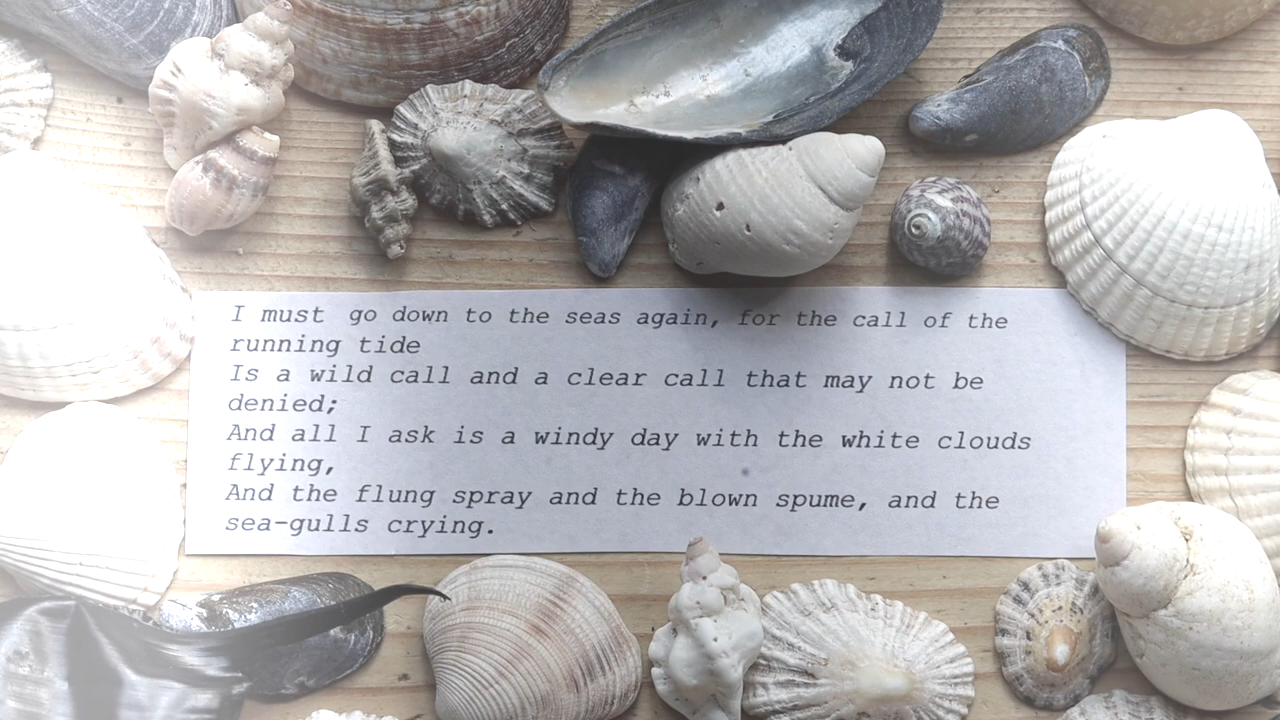 I must go down to the seas again, for the call of the
running tide
Is a wild call and a clear call that may not be
denied;
And all I ask is a windy day with the white clouds
flying,
And the flung spray and the blown spume, and the
sea-gulls crying.